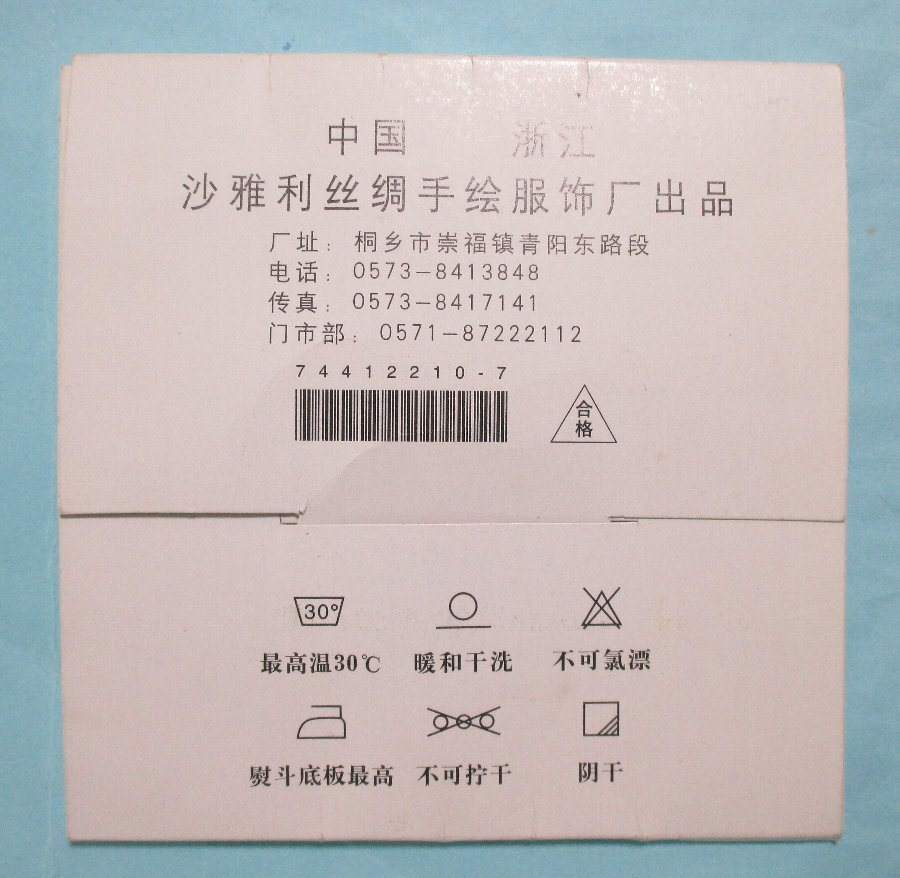 中国 浙江
沙雅利丝绸手绘服饰厂出品
厂址：桐乡市崇福镇青阳东路段
电话：0573-8413848
传真：0573-8417141
门市部：0571-87222112
74412210-7
合格
30°
最高温30℃ 暖和干洗 不可氯漂
熨斗底板最高 不可拧干 阴干